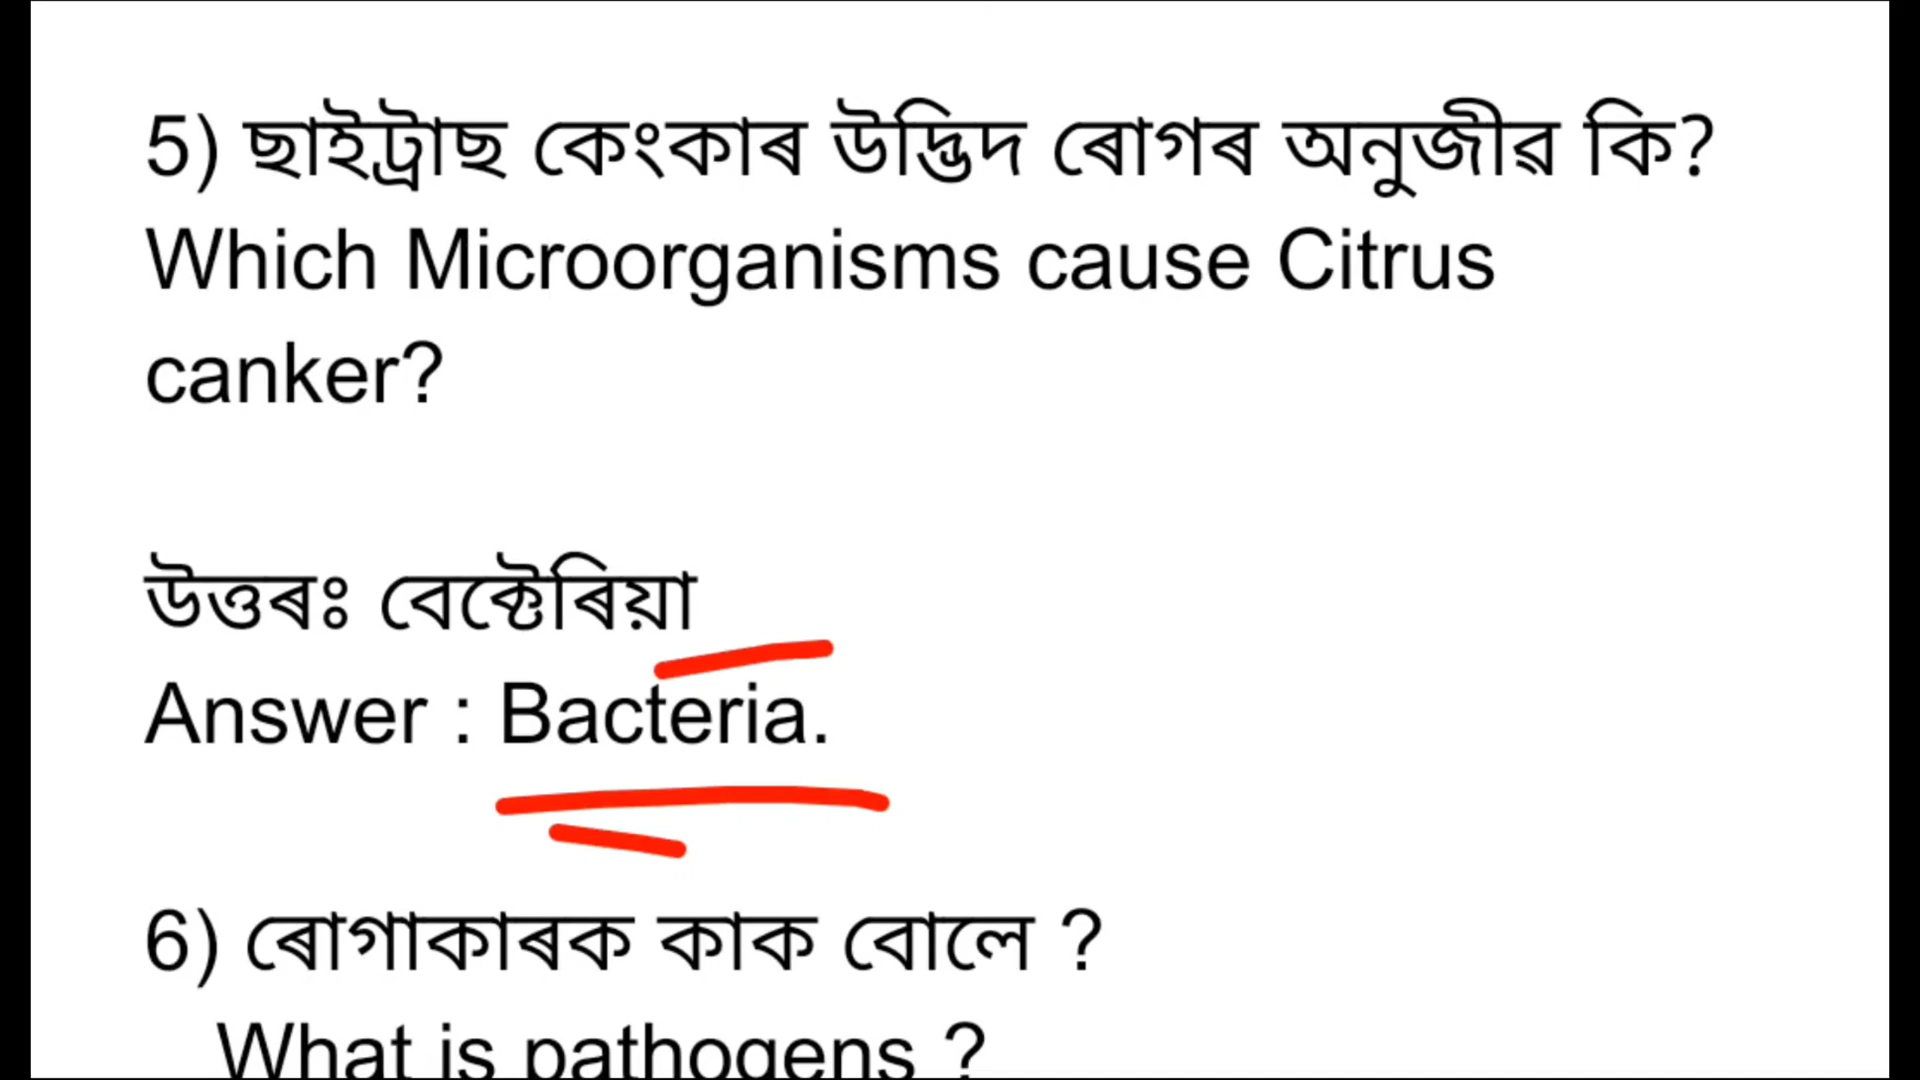 5) ছাইট্ৰাছ কেংকাৰ উদ্ভিদ ৰোগৰ অনুজীৱ কি?
Which Microorganisms cause Citrus
canker?
উত্তৰঃ বেক্টেৰিয়া
Answer : Bacteria.
6) ৰোগাকাৰক কাক বোলে ?
What is pathogens ?